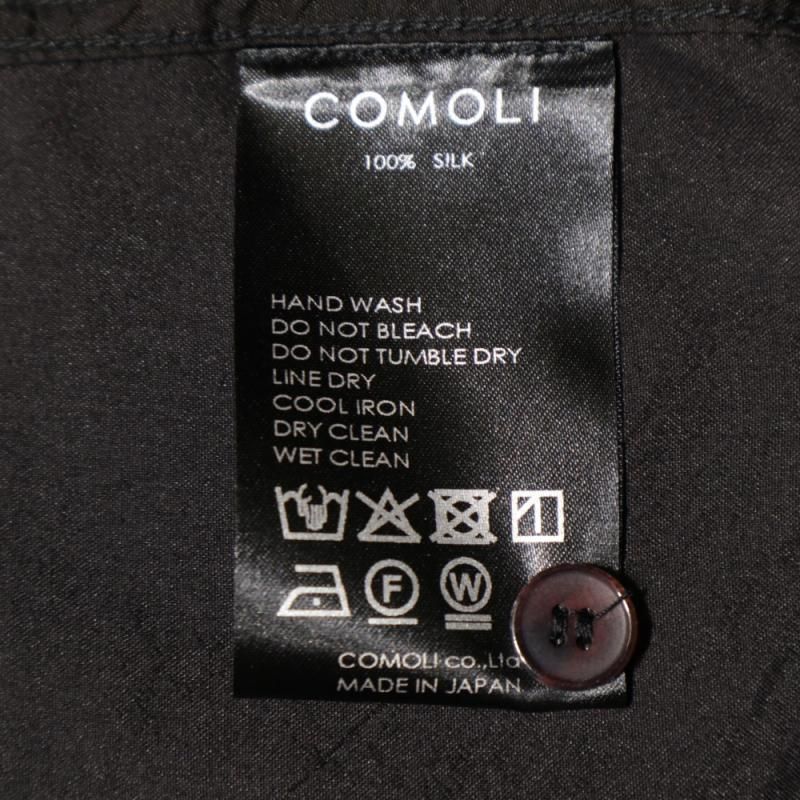 COMOLI
100% SILK
HAND WASH
DO NOT BLEACH
DO NOT TUMBLE DRY
LINE DRY
COOL IRON
DRY CLEAN
WET CLEAN
F W
COMOLI co.,Ltd
MADE IN JAPAN